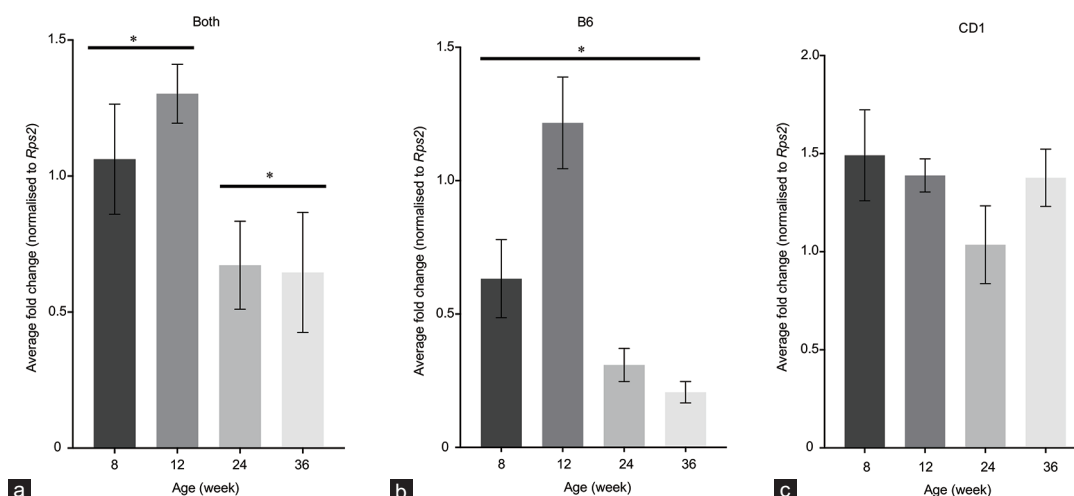 Both
1.5
*
1.0
*
0.5
0
8 12 24 36
Average fold change (normalised to Rps2)
Age (week)
a
B6
1.5
*
1.0
0.5
0
8 12 24 36
Average fold change (normalised to Rps2)
Age (week)
b
CD1
2.0
1.5
1.0
0.5
0
8 12 24 36
Average fold change (normalised to Rps2)
Age (week)
c